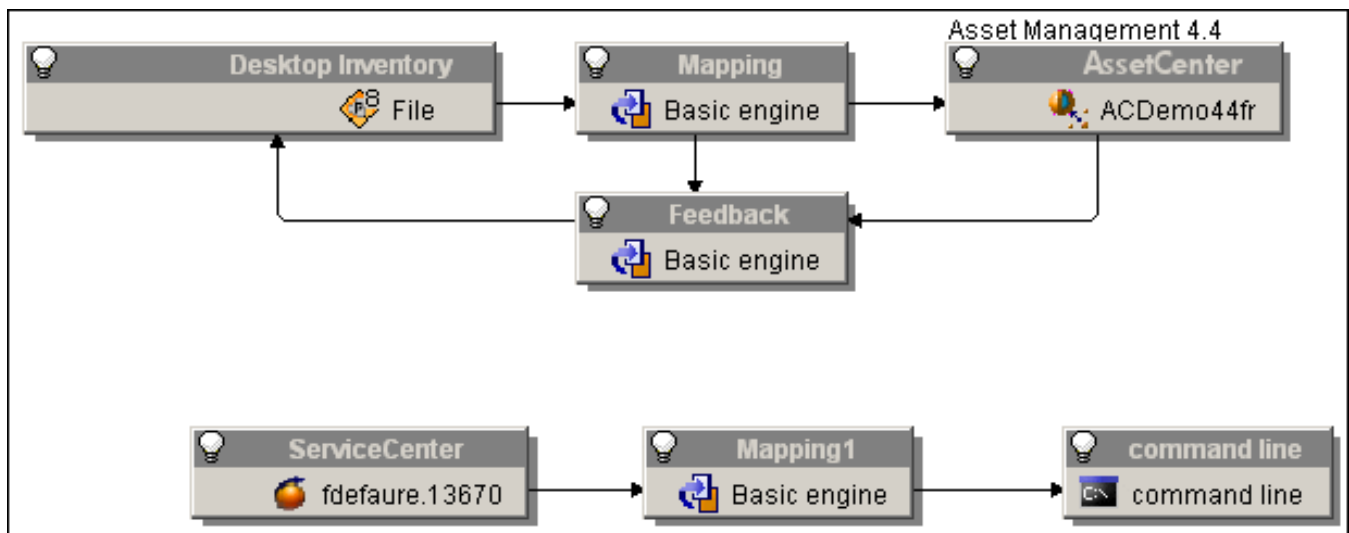 Asset Management 4.4
Desktop Inventory
File
Mapping
Basic engine
AssetCenter
ACDemo44fr
Feedback
Basic engine
ServiceCenter
fdefaure.13670
Mapping1
Basic engine
command line
command line